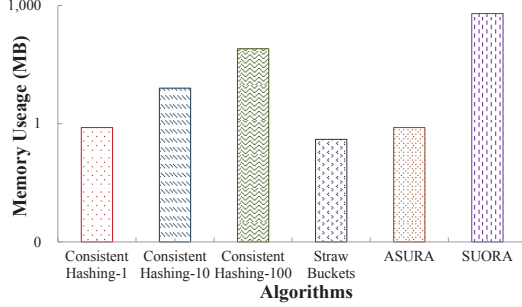 Memory Useage (MB)
1,000
1
0
Consistent Hashing-1
Consistent Hashing-10
Consistent Hashing-100
Straw Buckets
ASURA
SUORA
Algorithms